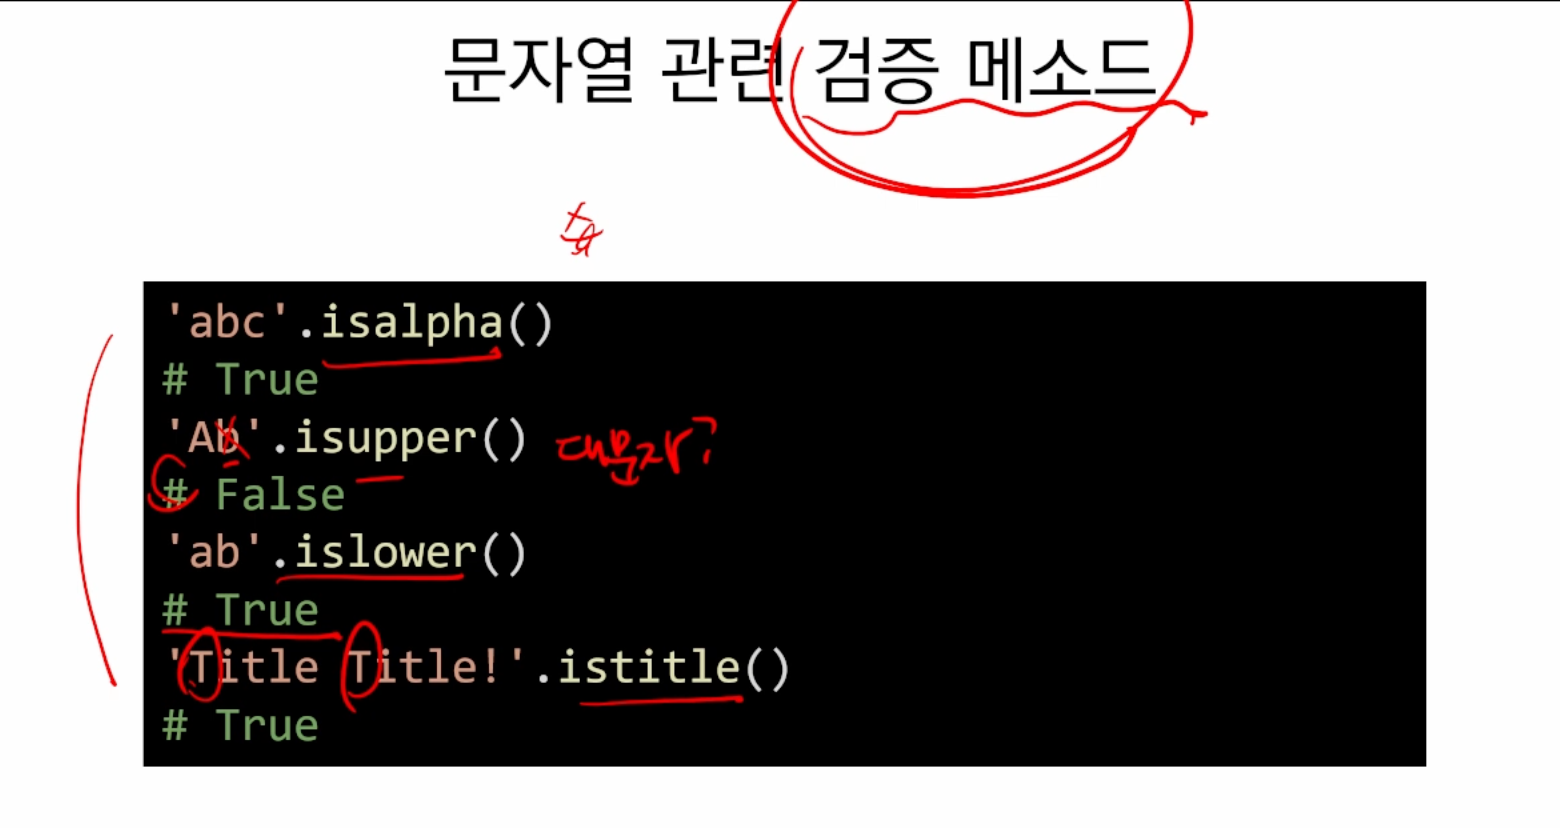 문자열 관련 검증 메소드
'abc'.isalpha()
# True
'Ab'.isupper() 대문자?
# False
'ab'.islower()
# True
'Title Title!'.istitle()
# True